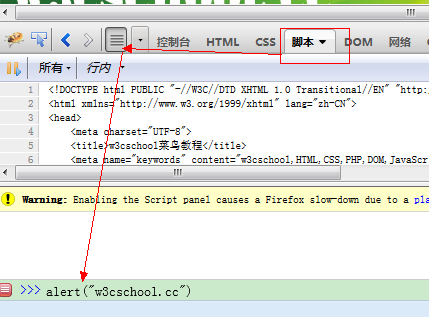 控制台 HTML CSS 脚本 DOM 网络
所有 行内
1 <!DOCTYPE html PUBLIC "-//W3C//DTD XHTML 1.0 Transitional//EN" "http:
2 <html xmlns="http://www.w3.org/1999/xhtml" lang="zh-CN">
3 <head>
4 <meta charset="UTF-8">
5 <title>w3cschool菜鸟教程</title>
6 <meta name="keywords" content="w3cschool,HTML,CSS,PHP,DOM,JavaScr
Warning: Enabling the Script panel causes a Firefox slow-down due to a pla
>>> alert("w3cschool.cc")